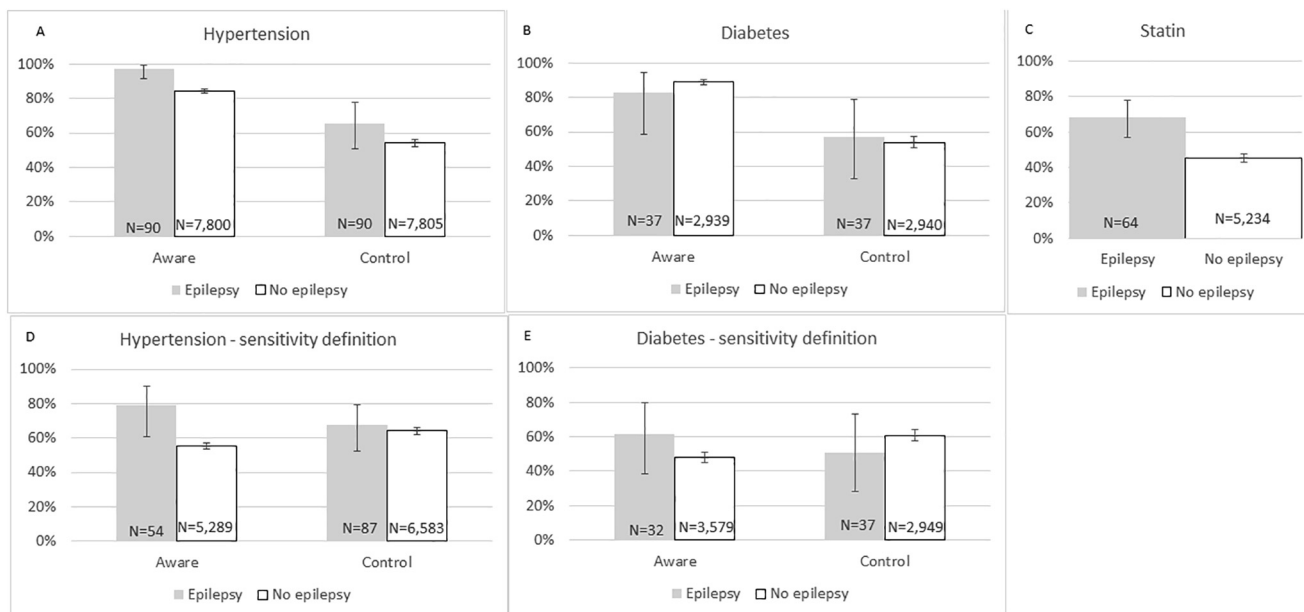 A
Hypertension
100%
80%
60%
40%
20%
0%
N=90
N=7,800
N=90
N=7,805
Aware
Control
Epilepsy
No epilepsy
B
Diabetes
100%
80%
60%
40%
20%
0%
N=37
N=2,939
N=37
N=2,940
Aware
Control
Epilepsy
No epilepsy
C
Statin
100%
80%
60%
40%
20%
0%
N=64
N=5,234
Epilepsy
No epilepsy
Epilepsy
No epilepsy
D
Hypertension - sensitivity definition
100%
80%
60%
40%
20%
0%
N=54
N=5,289
N=87
N=6,583
Aware
Control
Epilepsy
No epilepsy
E
Diabetes - sensitivity definition
100%
80%
60%
40%
20%
0%
N=32
N=3,579
N=37
N=2,949
Aware
Control
Epilepsy
No epilepsy